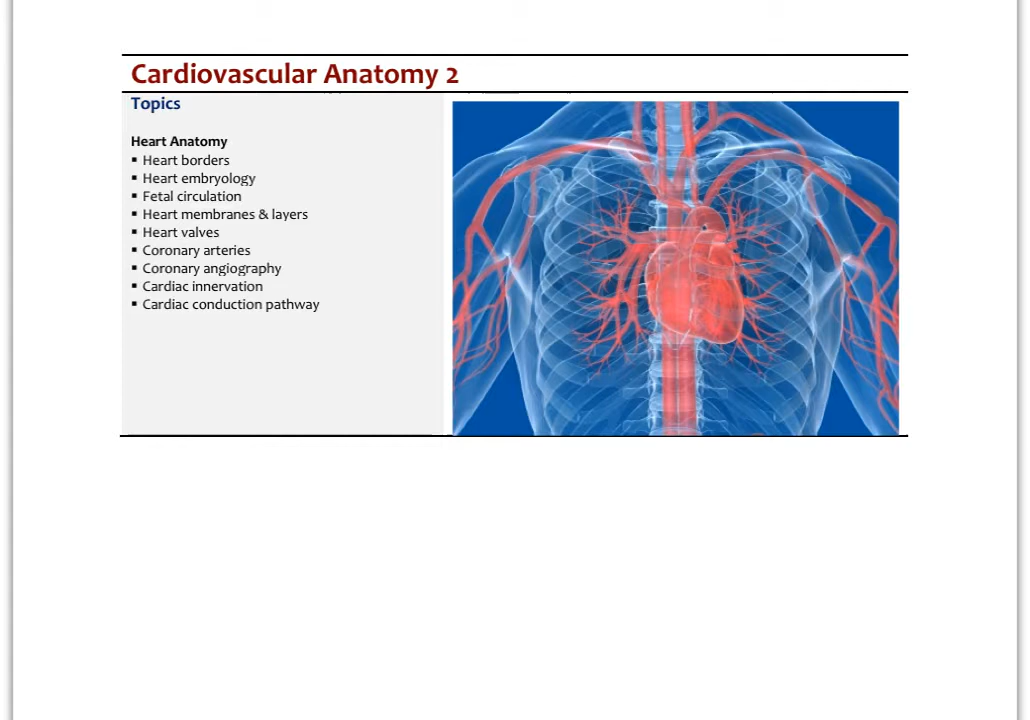 Cardiovascular Anatomy 2
Topics
Heart Anatomy
▪ Heart borders
▪ Heart embryology
▪ Fetal circulation
▪ Heart membranes & layers
▪ Heart valves
▪ Coronary arteries
▪ Coronary angiography
▪ Cardiac innervation
▪ Cardiac conduction pathway